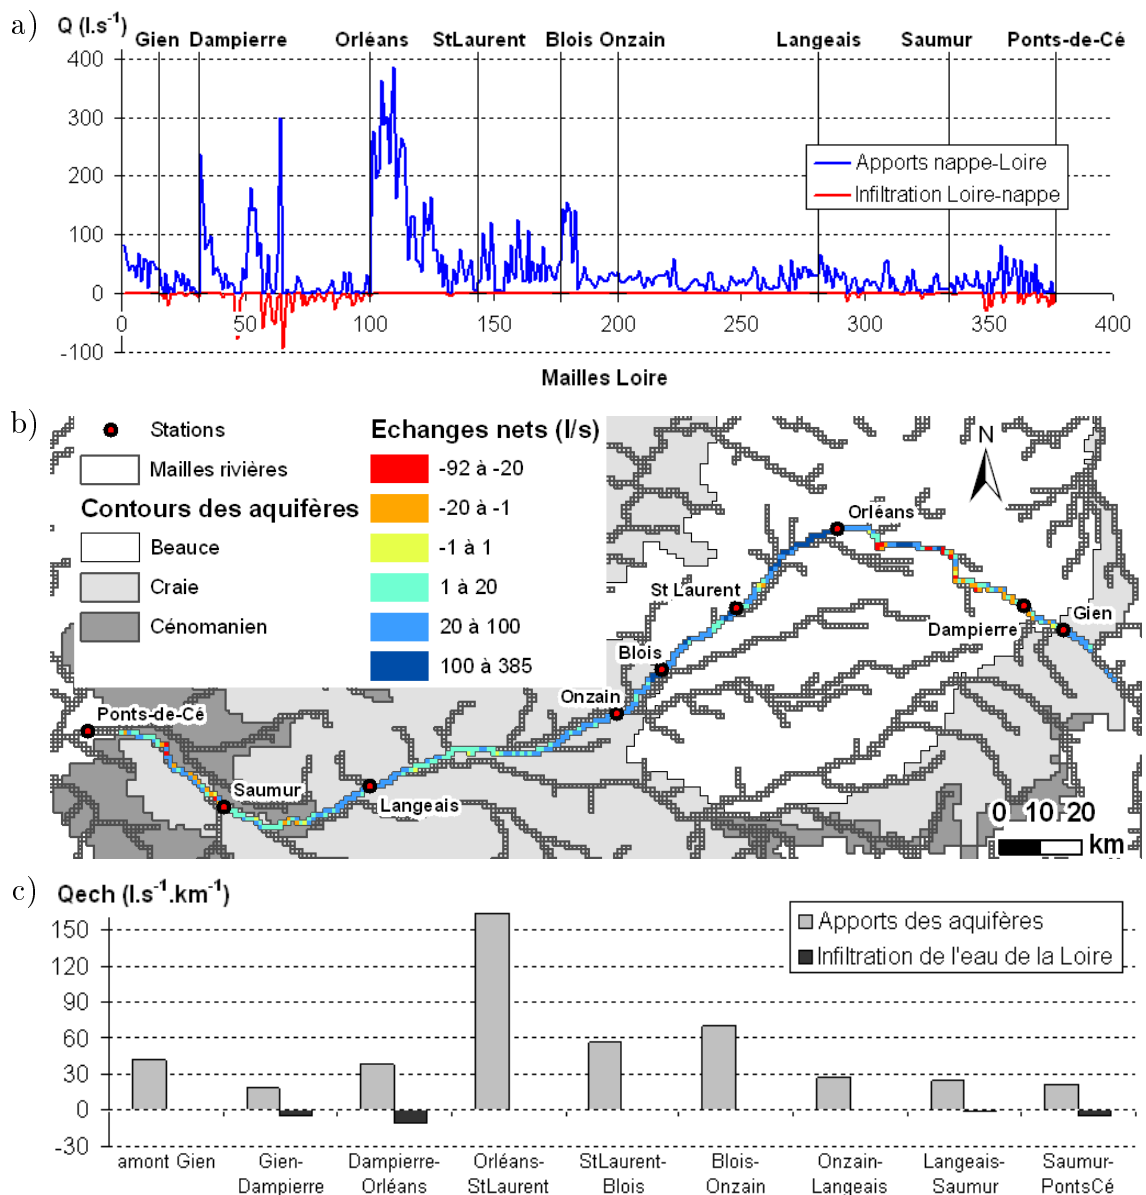 a)
Q (l.s-1)
Gien Dampierre Orléans StLaurent Blois Onzain Langeais Saumur Ponts-de-Cé
400
300
200
100
0
-100
Apports nappe-Loire
Infiltration Loire-nappe
0 50 100 150 200 250 300 350 400
Mailles Loire
b)
Stations
Mailles rivières
Contours des aquifères
Beauce
Craie
Cénomanien
Echanges nets (l/s)
-92 à -20
-20 à -1
-1 à 1
1 à 20
20 à 100
100 à 385
N
Orléans
St Laurent
Gien
Dampierre
Blois
Onzain
Ponts-de-Cé
Saumur
Langeais
0 10 20
km
c)
Qech (l.s-1.km-1)
150
120
90
60
30
0
-30
Apports des aquifères
Infiltration de l'eau de la Loire
amont Gien
Gien-
Dampierre
Dampierre-
Orléans
Orléans-
StLaurent
StLaurent-
Blois
Blois-
Onzain
Onzain-
Langeais
Langeais-
Saumur
Saumur-
PontsCé